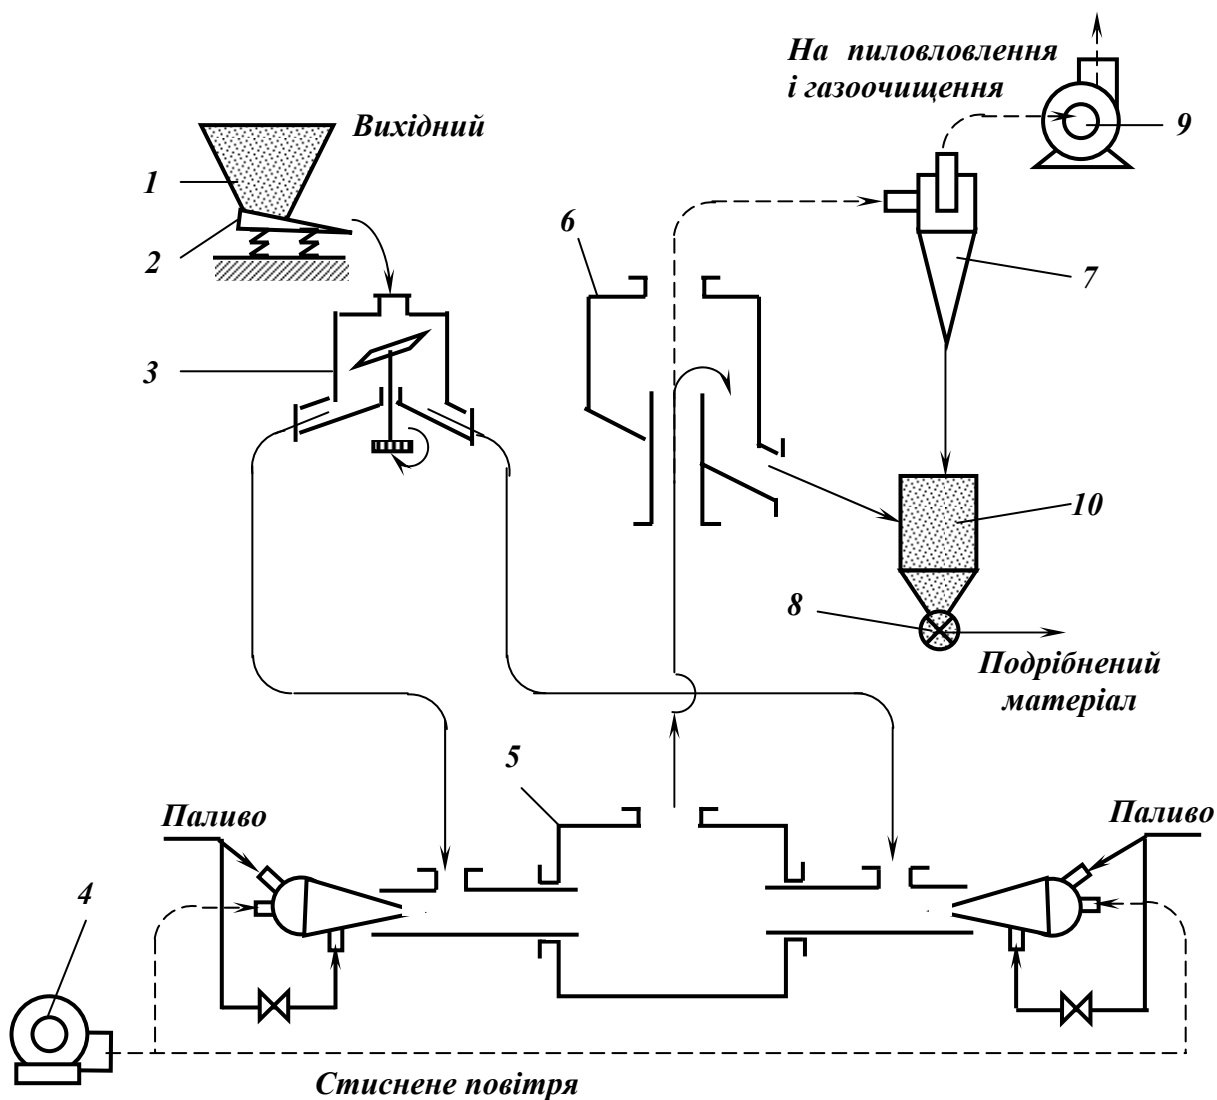 На пиловловлення
і газоочищення
9
Вихідний
1
2
6
7
3
10
8
Подрібнений
матеріал
5
Паливо
Паливо
4
Стиснене повітря